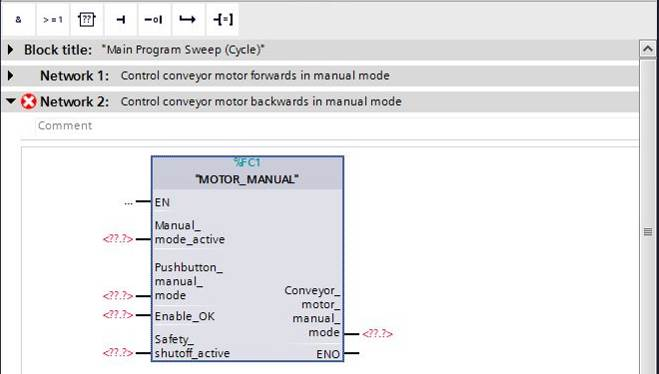 & >=1 ?? -o| -[=]
Block title: "Main Program Sweep (Cycle)"
Network 1: Control conveyor motor forwards in manual mode
Network 2: Control conveyor motor backwards in manual mode
Comment
%FC1
"MOTOR_MANUAL"
... EN
Manual_
<??.?> mode_active
Pushbutton_
manual_
<??.?> mode
<??.?> Enable_OK
Safety_
<??.?> shutoff_active
Conveyor_
motor_
manual_
mode <??.?>
ENO